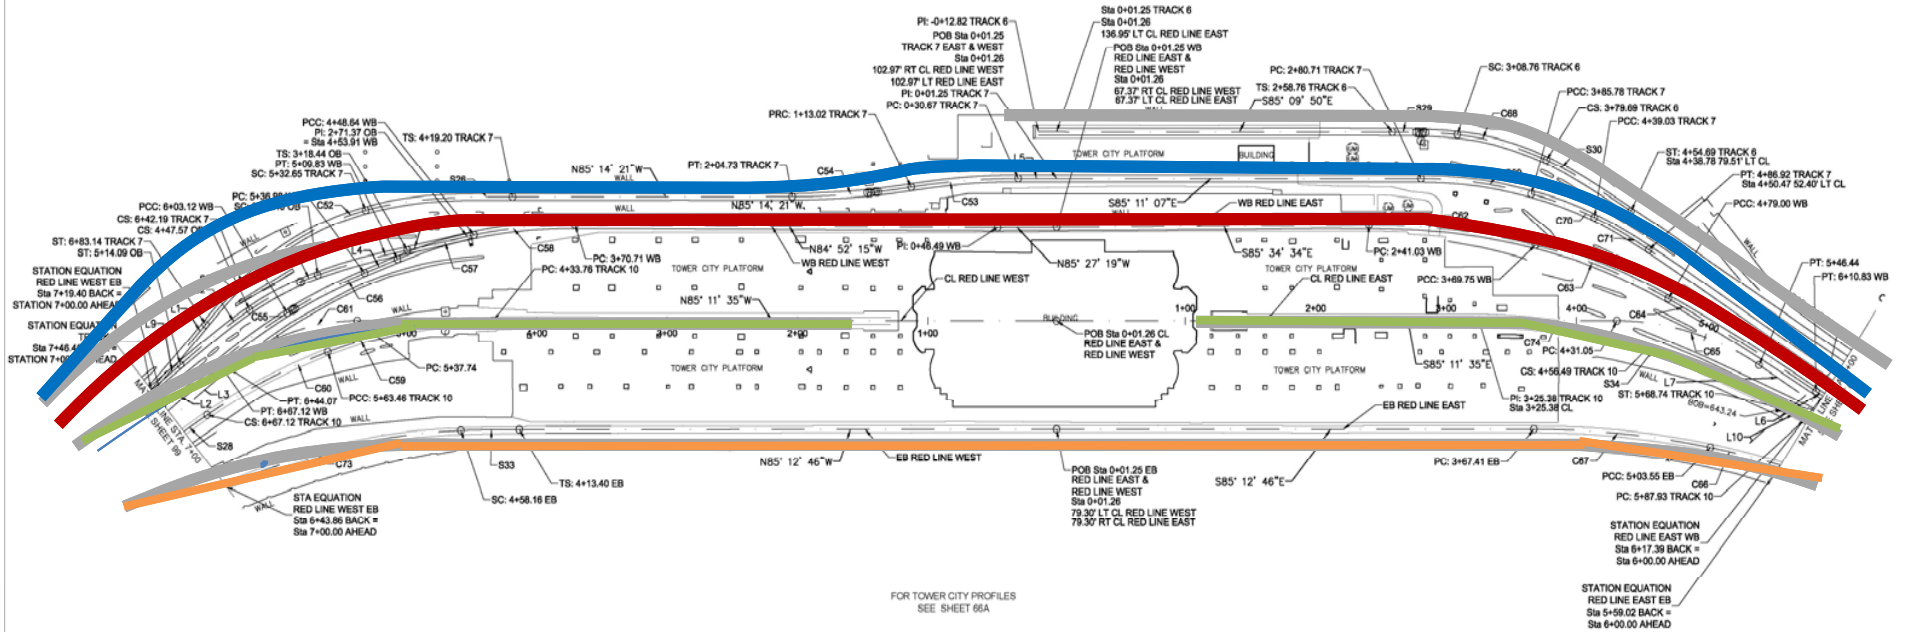 Sta 0+01.25 TRACK 6
Sta 0+01.26
136.95' LT CL RED LINE EAST
PI: -0+12.82 TRACK 6
POB Sta 0+01.25
TRACK 7 EAST & WEST
Sta 0+01.26
102.97' RT CL RED LINE WEST
102.97' LT RED LINE EAST
PI: 0+01.25 TRACK 7
PC: 0+30.67 TRACK 7
POB Sta 0+01.25 WB
RED LINE EAST &
RED LINE WEST
Sta 0+01.26
67.37' RT CL RED LINE WEST
67.37' LT CL RED LINE EAST
PC: 2+80.71 TRACK 7
TS: 2+58.76 TRACK 6
S85° 09' 50"E
SC: 3+08.76 TRACK 6
PCC: 3+85.78 TRACK 7
CS: 3+79.69 TRACK 6
PCC: 4+39.03 TRACK 7
C68
S30
ST: 4+54.69 TRACK 6
Sta 4+38.78 79.51' LT CL
PT: 4+86.92 TRACK 7
Sta 4+50.47 52.40' LT CL
PCC: 4+79.00 WB
PRC: 1+13.02 TRACK 7
PCC: 4+48.64 WB
PI: 2+71.37 OB
= Sta 4+53.91 WB
TS: 3+18.44 OB
PT: 5+09.83 WB
SC: 5+32.65 TRACK 7
TS: 4+19.20 TRACK 7
N85° 14' 21"W
WALL
PT: 2+04.73 TRACK 7
C54
TOWER CITY PLATFORM
BUILDING
PCC: 6+03.12 WB
CS: 6+42.19 TRACK 7
C52
WALL
N85° 14' 21"W
C53
S85° 11' 07"E
WB RED LINE EAST
C62
C70
C71
WALL
ST: 6+83.14 TRACK 7
ST: 5+14.09 OB
WALL
L4
C58
C57
PC: 3+70.71 WB
PC: 4+33.76 TRACK 10
N84° 52' 15"W
WB RED LINE WEST
PI: 0+46.49 WB
N85° 27' 19"W
S85° 34' 34"E
PC: 2+41.03 WB
PCC: 3+69.75 WB
C63
PT: 5+46.44
PT: 6+10.83 WB
STATION EQUATION
RED LINE WEST EB
Sta 7+19.40 BACK =
STATION 7+00.00 AHEAD
TOWER CITY PLATFORM
CL RED LINE WEST
TOWER CITY PLATFORM
CL RED LINE EAST
C56
C61
WALL
N85° 11' 35"W
L1
L9
C55
C64
C65
4+00
3+00
2+00
1+00
BUILDING
1+00
2+00
3+00
4+00
5+00
POB Sta 0+01.26 CL
RED LINE EAST &
RED LINE WEST
C74
PC: 4+31.05
CS: 4+56.49 TRACK 10
S34
ST: 5+68.74 TRACK 10
WALL
L7
L6
L10
PC: 5+37.74
C59
C60
WALL
PCC: 5+63.46 TRACK 10
TOWER CITY PLATFORM
TOWER CITY PLATFORM
S85° 11' 35"E
PI: 3+25.38 TRACK 10
Sta 3+25.38 CL
L3
L2
PT: 6+44.07
PT: 6+67.12 WB
CS: 6+67.12 TRACK 10
WALL
S28
SHEET 99
EB RED LINE EAST
C73
S33
SC: 4+58.16 EB
TS: 4+13.40 EB
N85° 12' 46"W
EB RED LINE WEST
POB Sta 0+01.25 EB
RED LINE EAST &
RED LINE WEST
Sta 0+01.26
79.30' LT CL RED LINE WEST
79.30' RT CL RED LINE EAST
S85° 12' 46"E
PC: 3+67.41 EB
C67
PCC: 5+03.55 EB
C66
PC: 5+87.93 TRACK 10
WALL
STA EQUATION
RED LINE WEST EB
Sta 6+43.86 BACK =
Sta 7+00.00 AHEAD
STATION EQUATION
RED LINE EAST WB
Sta 6+17.39 BACK =
Sta 6+00.00 AHEAD
STATION EQUATION
RED LINE EAST EB
Sta 5+59.02 BACK =
Sta 6+00.00 AHEAD
FOR TOWER CITY PROFILES
SEE SHEET 66A